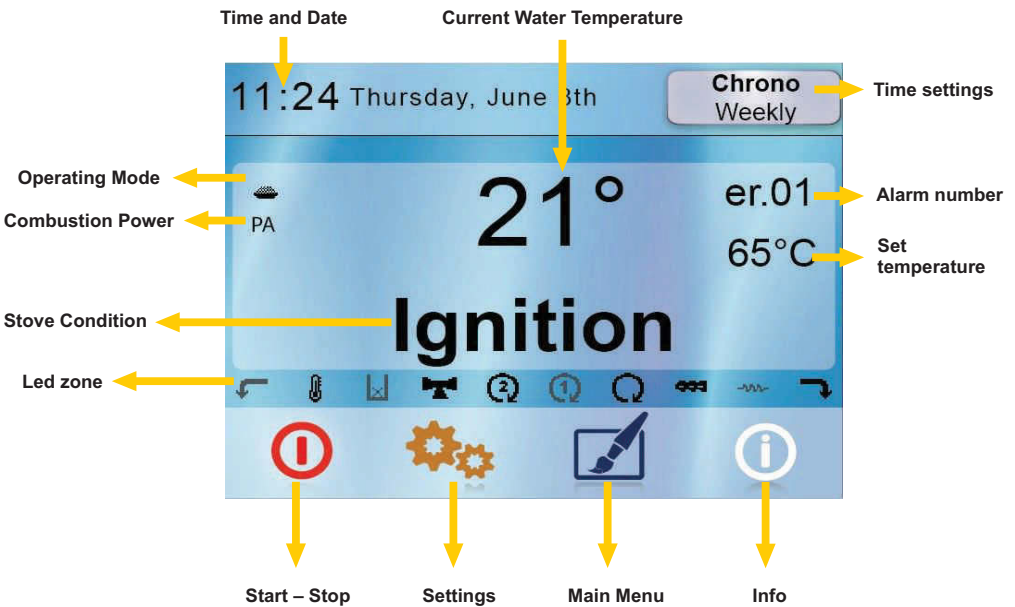 Time and Date
Current Water Temperature
11:24 Thursday, June 8th
Chrono
Weekly
Time settings
Operating Mode
Combustion Power
PA
21°
er.01
Alarm number
65°C
Set
temperature
Stove Condition
Ignition
Led zone
2
1
Start – Stop
Settings
Main Menu
Info